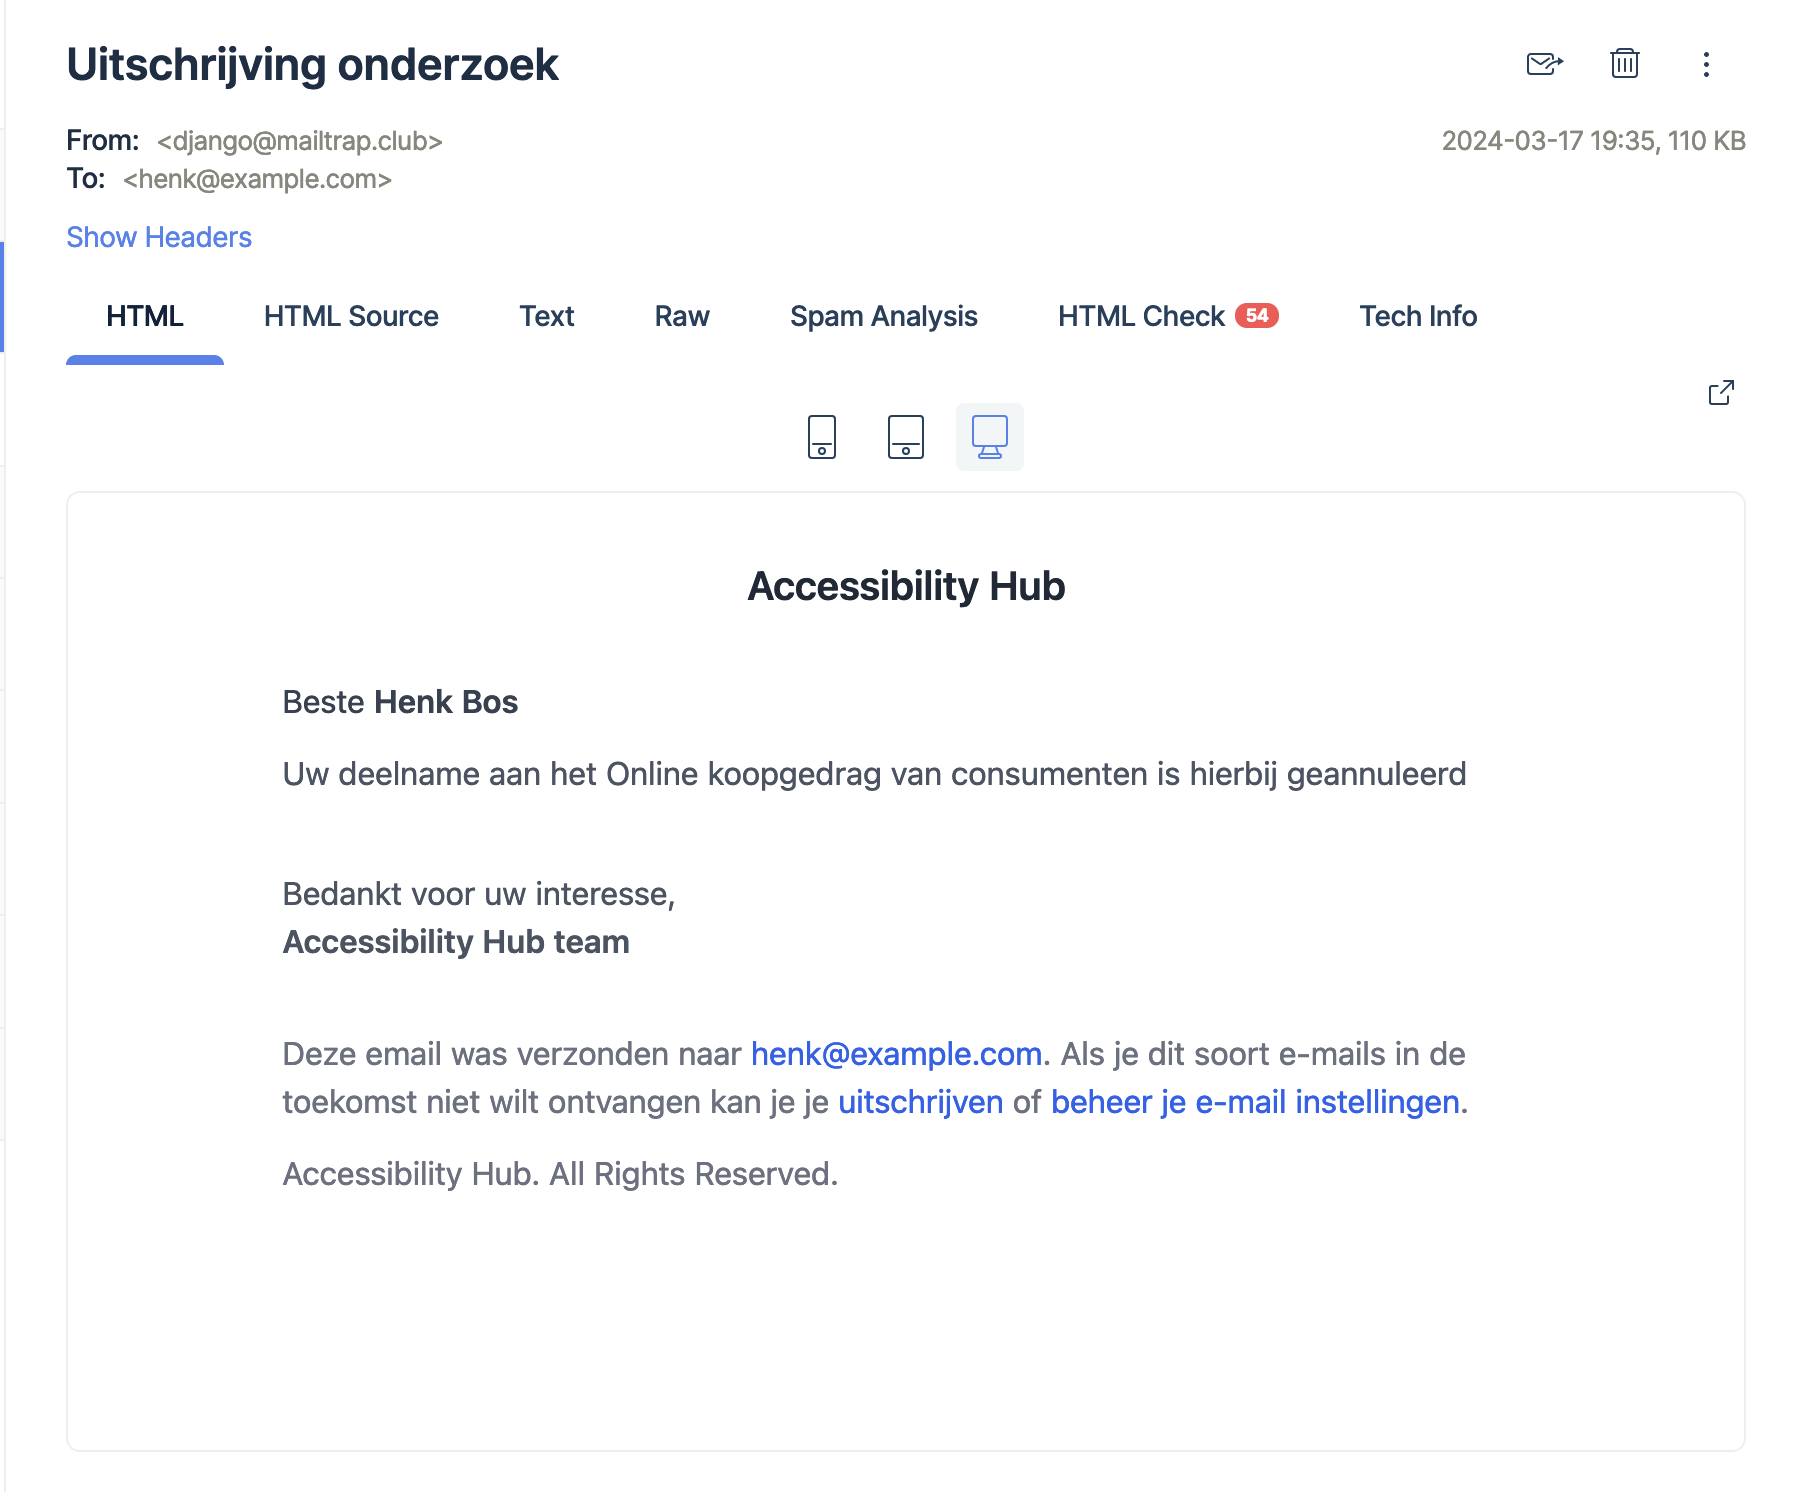 Uitschrijving onderzoek
From: <django@mailtrap.club>
2024-03-17 19:35, 110 KB
To: <henk@example.com>
Show Headers
HTML
HTML Source
Text
Raw
Spam Analysis
HTML Check 54
Tech Info
Accessibility Hub
Beste Henk Bos
Uw deelname aan het Online koopgedrag van consumenten is hierbij geannuleerd
Bedankt voor uw interesse,
Accessibility Hub team
Deze email was verzonden naar henk@example.com. Als je dit soort e-mails in de
toekomst niet wilt ontvangen kan je je uitschrijven of beheer je e-mail instellingen.
Accessibility Hub. All Rights Reserved.